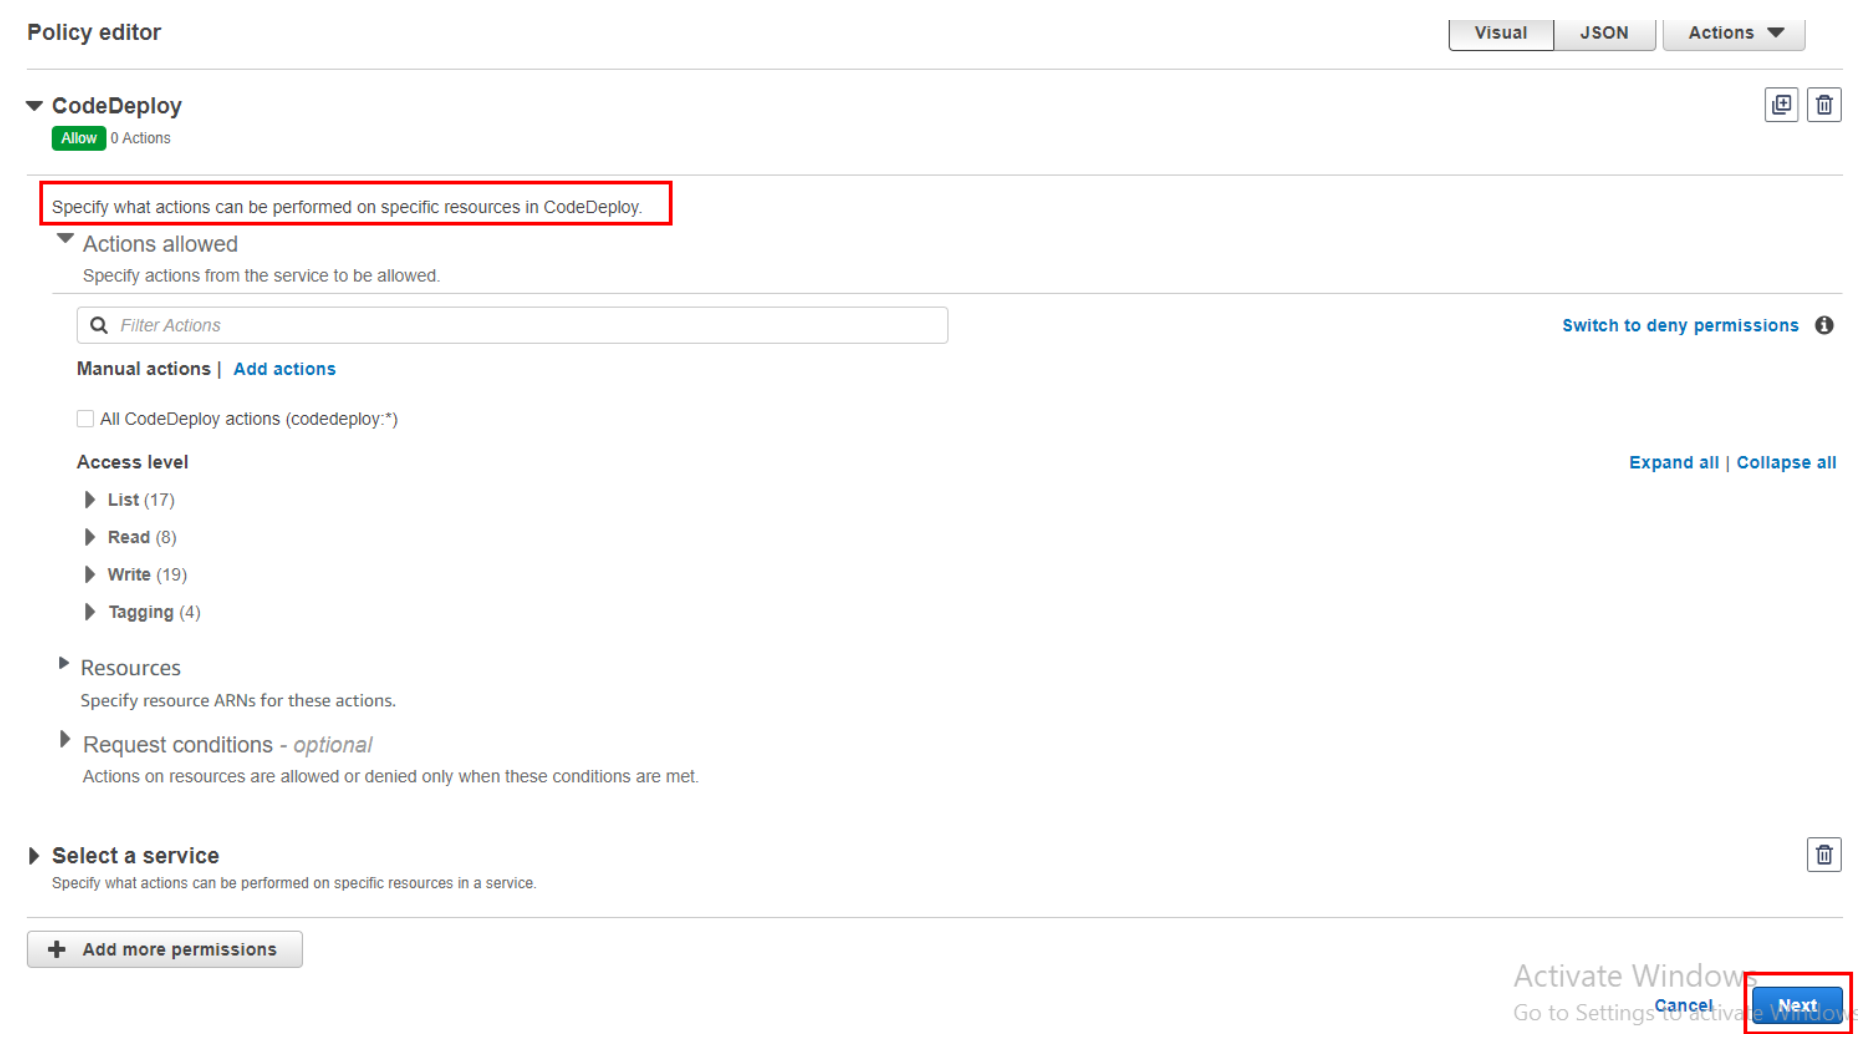 Policy editor
Visual
JSON
Actions
CodeDeploy
Allow 0 Actions
Specify what actions can be performed on specific resources in CodeDeploy.
Actions allowed
Specify actions from the service to be allowed.
Filter Actions
Switch to deny permissions
Manual actions | Add actions
All CodeDeploy actions (codedeploy:*)
Access level
Expand all | Collapse all
List (17)
Read (8)
Write (19)
Tagging (4)
Resources
Specify resource ARNs for these actions.
Request conditions - optional
Actions on resources are allowed or denied only when these conditions are met.
Select a service
Specify what actions can be performed on specific resources in a service.
Add more permissions
Activate Windows
Go to Settings to activate Windows
Cancel
Next